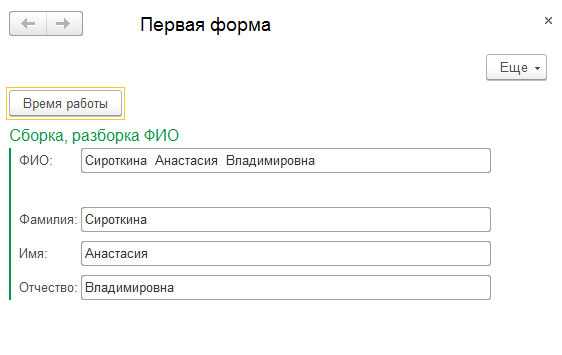 Первая форма
Еще
Время работы
Сборка, разборка ФИО
ФИО: Сироткина  Анастасия  Владимировна
Фамилия: Сироткина
Имя: Анастасия
Отчество: Владимировна